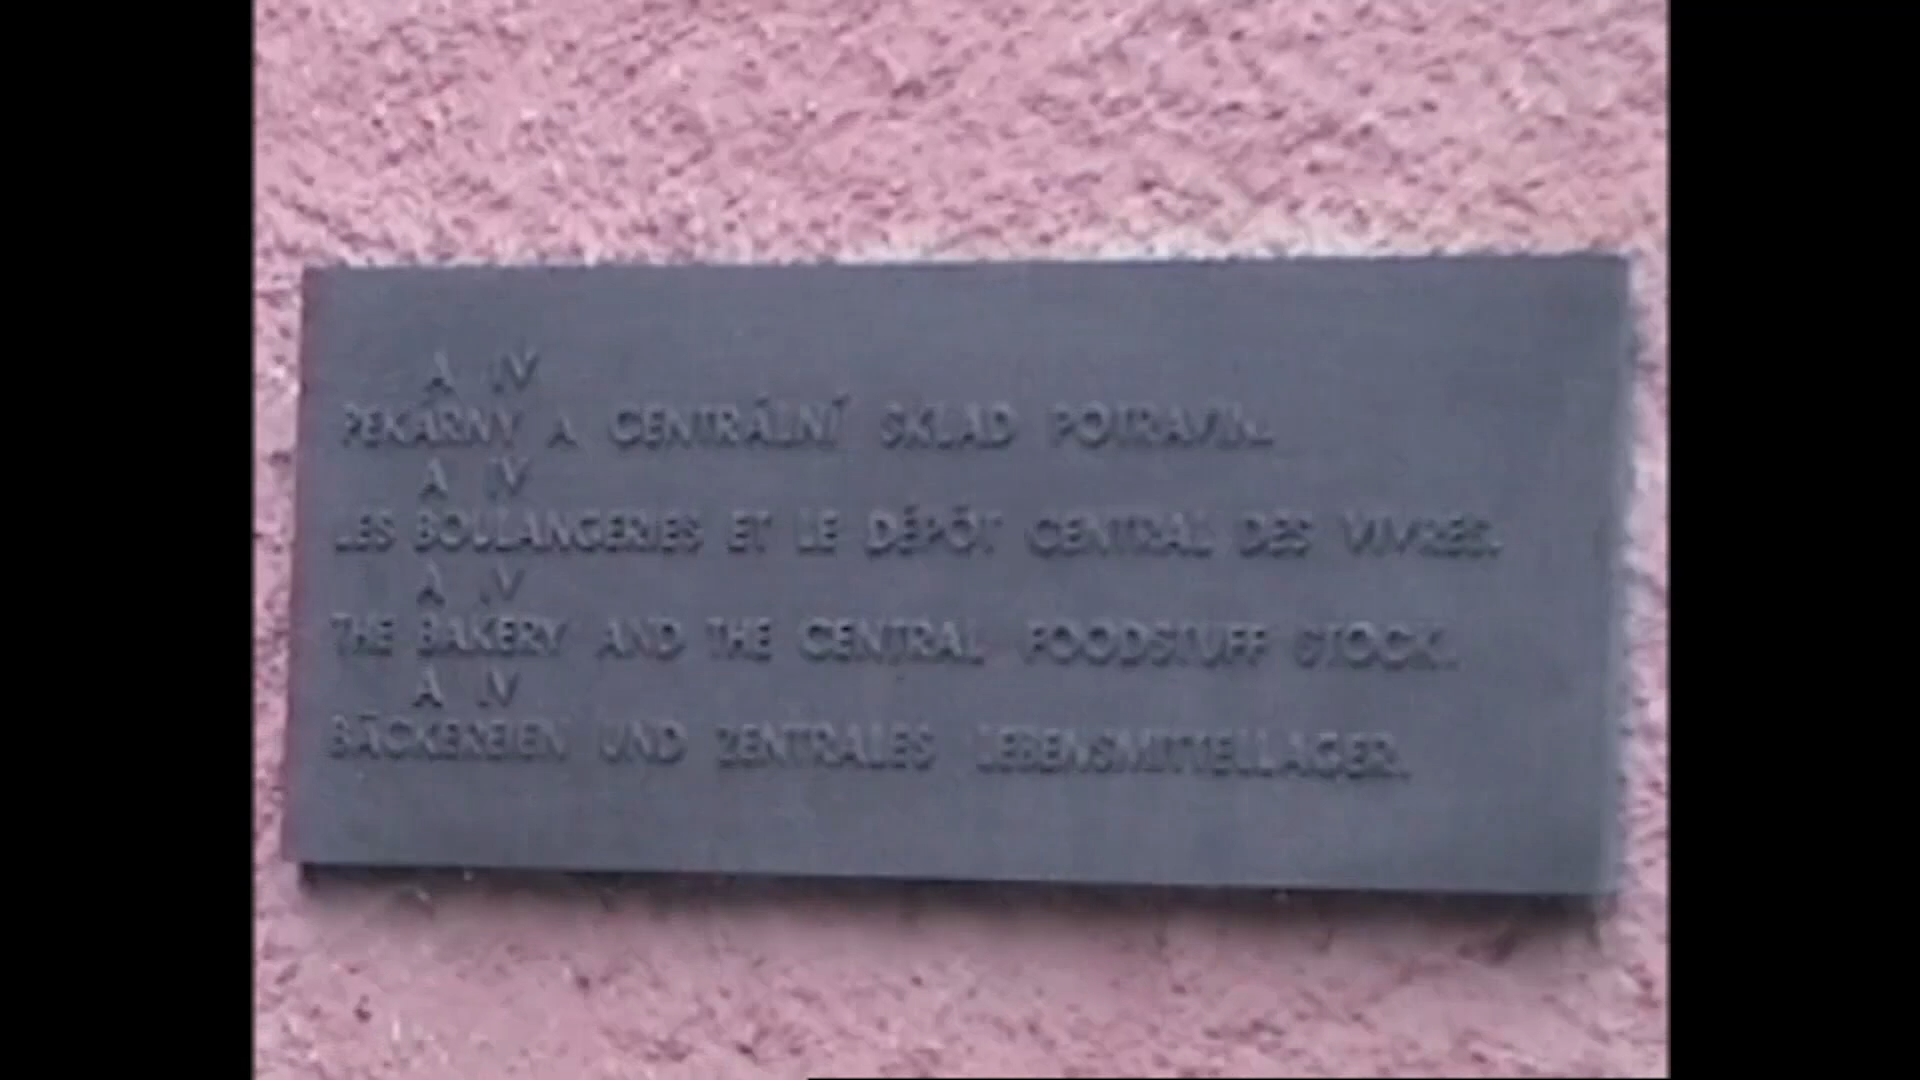 A IV
PEKÁRNY A CENTRÁLNÍ SKLAD POTRAVIN.
A IV
LES BOULANGERIES ET LE DÉPÔT CENTRAL DES VIVRES.
A IV
THE BAKERY AND THE CENTRAL FOODSTUFF STOCK.
A IV
BÄCKEREIEN UND ZENTRALES LEBENSMITTELLAGER.